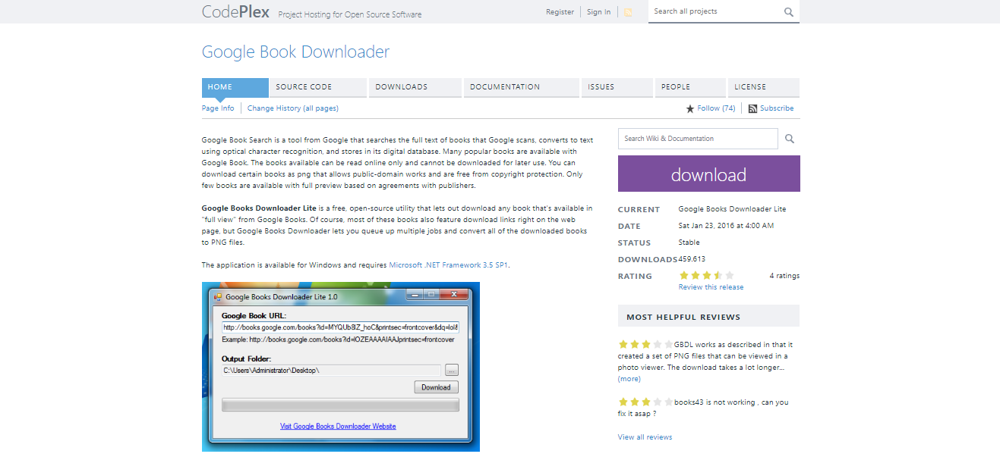 CodePlex Project Hosting for Open Source Software
Register Sign In
Search all projects
Google Book Downloader
HOME SOURCE CODE DOWNLOADS DOCUMENTATION ISSUES PEOPLE LICENSE
Page Info Change History (all pages)
Follow (74) Subscribe
Google Book Search is a tool from Google that searches the full text of books that Google scans, converts to text
using optical character recognition, and stores in its digital database. Many popular books are available with
Google Book. The books available can be read online only and cannot be downloaded for later use. You can
download certain books as png that allows public-domain works and are free from copyright protection. Only
few books are available with full preview based on agreements with publishers.
Google Books Downloader Lite is a free, open-source utility that lets out download any book that's available in
"full view" from Google Books. Of course, most of these books also feature download links right on the web
page, but Google Books Downloader lets you queue up multiple jobs and convert all of the downloaded books
to PNG files.
The application is available for Windows and requires Microsoft .NET Framework 3.5 SP1.
Google Books Downloader Lite 1.0
Google Book URL:
http://books.google.com/books?id=MYQUb8IZ_hoC&printsec=frontcover&dq=lol&
Example: http://books.google.com/books?id=IOZEAAAAIAAJprintsec=frontcover
Output Folder:
C:\Users\Administrator\Desktop\
...
Download
Visit Google Books Downloader Website
Search Wiki & Documentation
download
CURRENT Google Books Downloader Lite
DATE Sat Jan 23, 2016 at 4:00 AM
STATUS Stable
DOWNLOADS 459.613
RATING 4 ratings
Review this release
MOST HELPFUL REVIEWS
GBDL works as described in that it
created a set of PNG files that can be viewed in a
photo viewer. The download takes a lot longer...
(more)
books43 is not working , can you
fix it asap ?
View all reviews